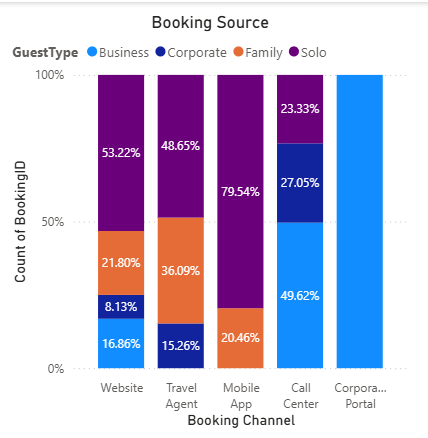 Booking Source
GuestType Business Corporate Family Solo
Count of BookingID
100%
50%
0%
53.22%
21.80%
8.13%
16.86%
48.65%
36.09%
15.26%
79.54%
20.46%
23.33%
27.05%
49.62%
Website
Travel
Agent
Mobile
App
Call
Center
Corpora...
Portal
Booking Channel